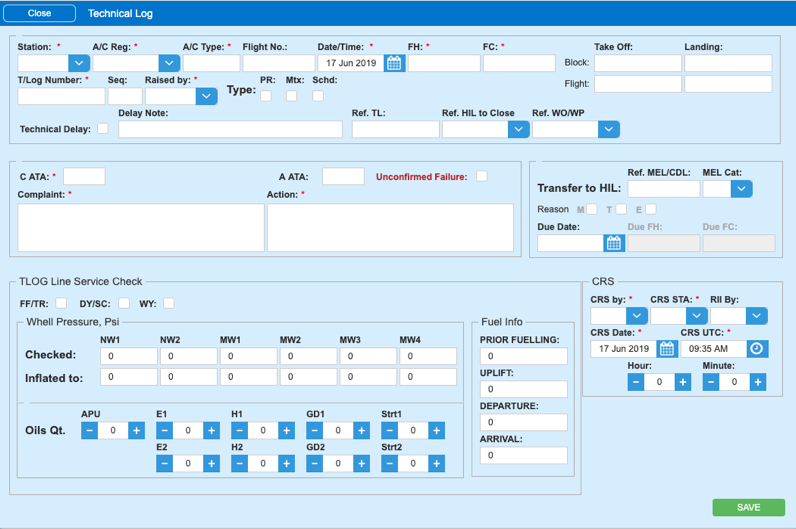 Close Technical Log
Station: * A/C Reg: * A/C Type: * Flight No.: Date/Time: * FH: * FC: * Take Off: Landing:
17 Jun 2019 Block:
T/Log Number: * Seq: Raised by: * Type: PR: Mtx: Schd: Flight:
Delay Note: Ref. TL: Ref. HIL to Close Ref. WO/WP
Technical Delay:
C ATA: * A ATA: Unconfirmed Failure:
Complaint: * Action: *
Ref. MEL/CDL: MEL Cat:
Transfer to HIL:
Reason M T E
Due Date: Due FH: Due FC:
TLOG Line Service Check
FF/TR: DY/SC: WY:
Whell Pressure, Psi
NW1 NW2 MW1 MW2 MW3 MW4
Checked: 0 0 0 0 0 0
Inflated to: 0 0 0 0 0 0
APU E1 H1 GD1 Strt1
Oils Qt. - 0 + - 0 + - 0 + - 0 + - 0 +
E2 H2 GD2 Strt2
- 0 + - 0 + - 0 + - 0 +
Fuel Info
PRIOR FUELLING:
0
UPLIFT:
0
DEPARTURE:
0
ARRIVAL:
0
CRS
CRS by: * CRS STA: * RII By:
CRS Date: * CRS UTC: *
17 Jun 2019 09:35 AM
Hour: Minute:
- 0 + - 0 +
SAVE